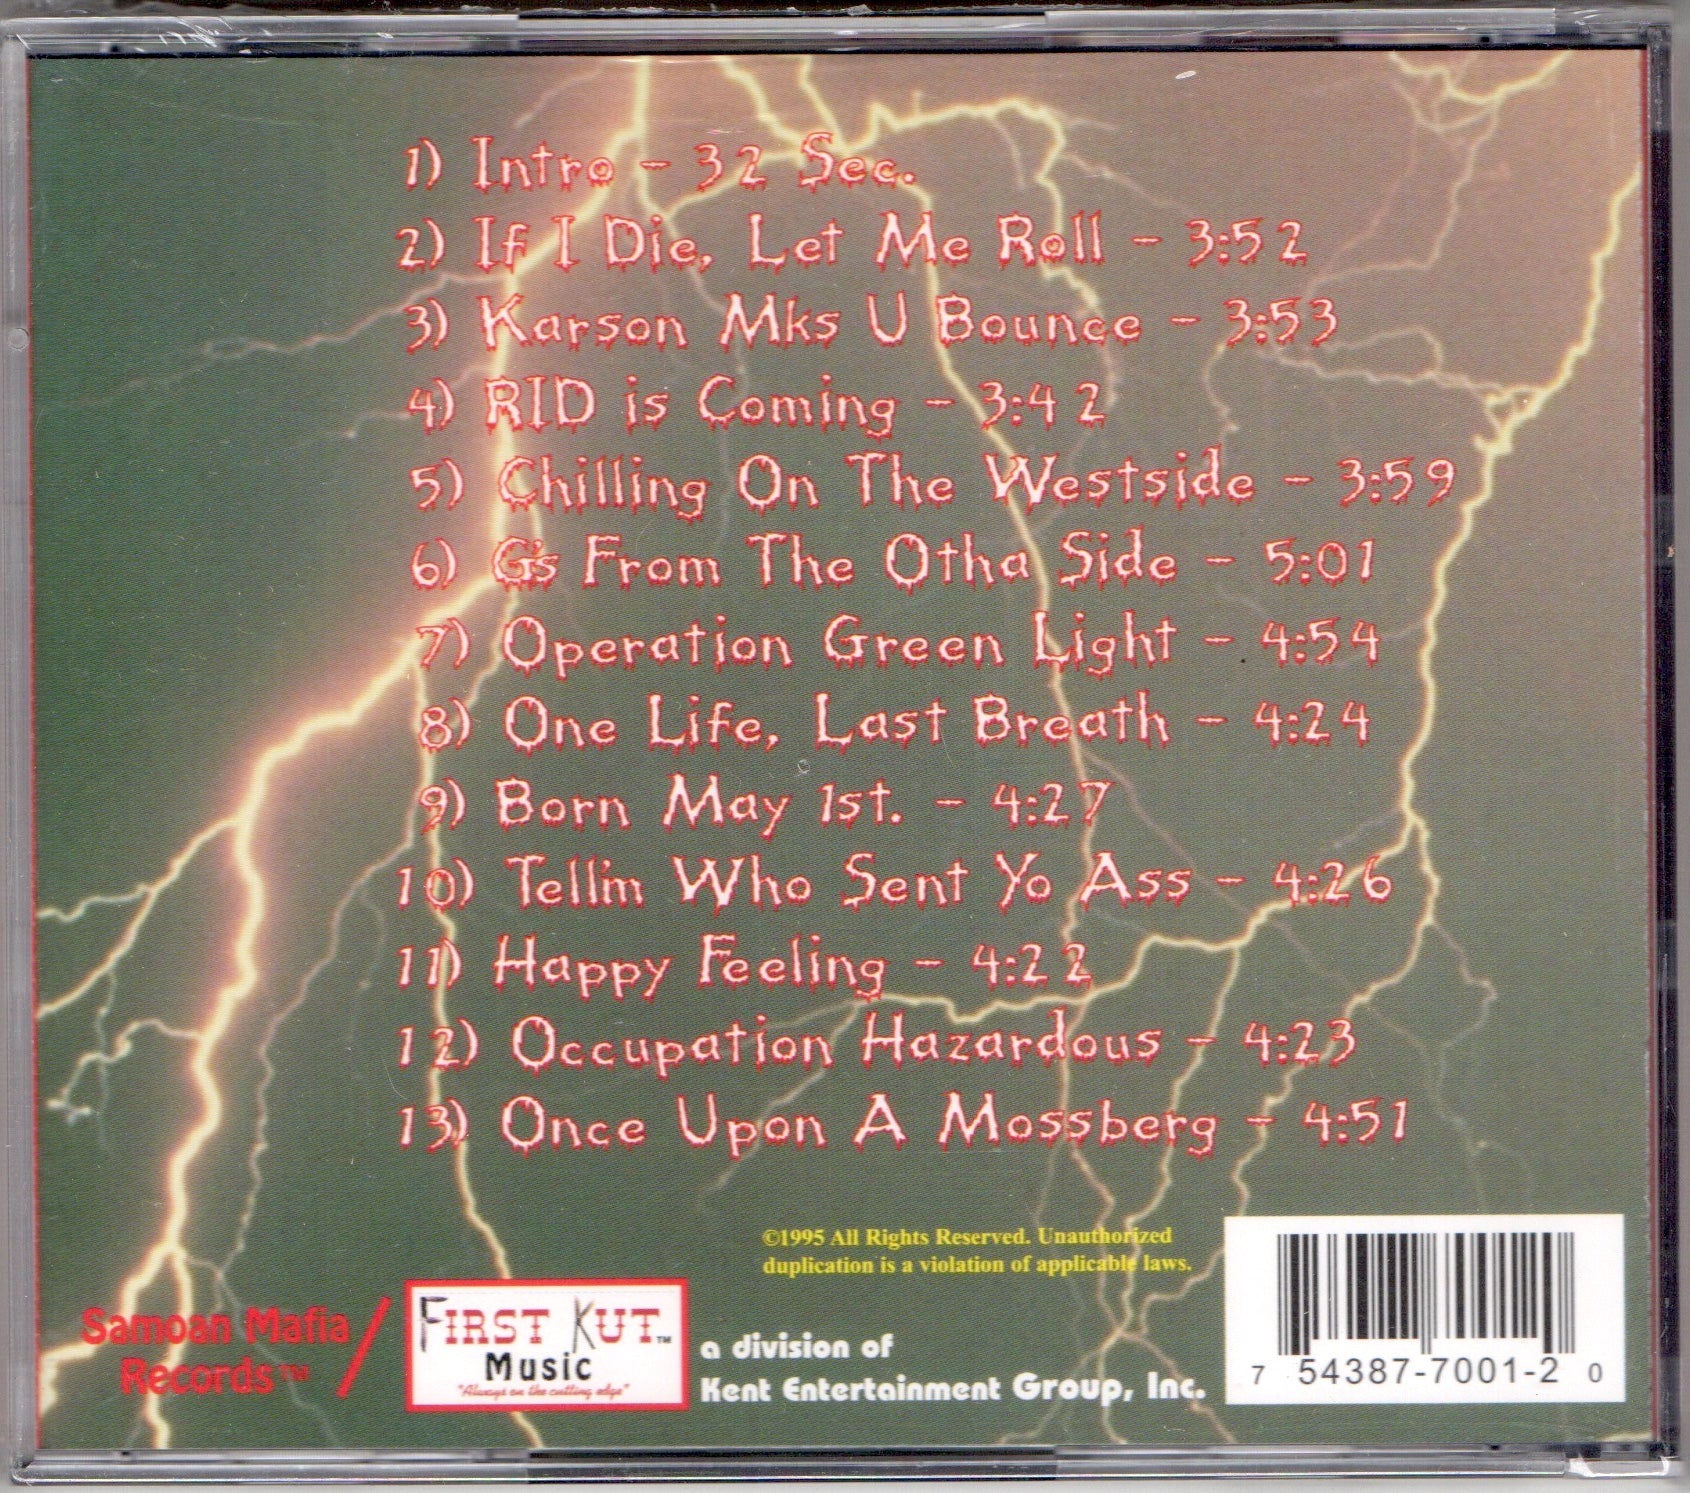 1) Intro - 32 Sec.
2) If I Die, Let Me Roll - 3:52
3) Karson Mks U Bounce - 3:53
4) RID is Coming - 3:42
5) Chilling On The Westside - 3:59
6) G's From The Otha Side - 5:01
7) Operation Green Light - 4:54
8) One Life, Last Breath - 4:24
9) Born May 1st. - 4:27
10) Tell'm Who Sent Yo Ass - 4:26
11) Happy Feeling - 4:22
12) Occupation Hazardous - 4:23
13) Once Upon A Mossberg - 4:51
©1995 All Rights Reserved. Unauthorized
duplication is a violation of applicable laws.
Samoan Mafia /
Records™
FIRST KUT™
Music
"Always on the cutting edge"
a division of
Kent Entertainment Group, Inc.
7 54387-7001-2 0